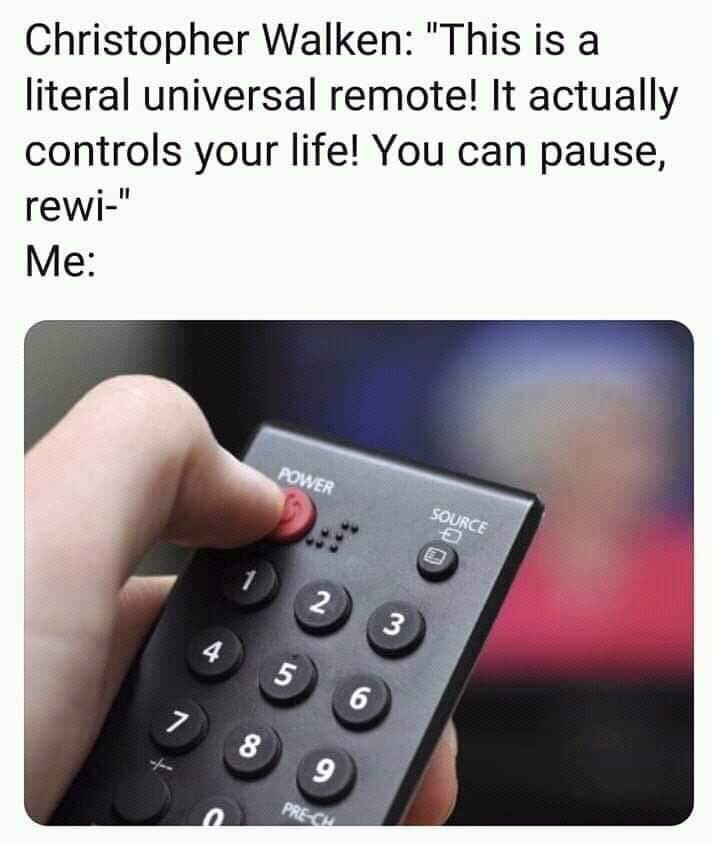 Christopher Walken: "This is a
literal universal remote! It actually
controls your life! You can pause,
rewi-"
Me:
POWER
SOURCE
1 2 3
4 5 6
7 8 9
-/--
0 PRE-CH